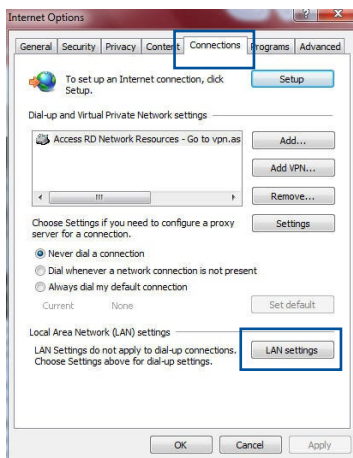 Internet Options
General Security Privacy Content Connections Programs Advanced
To set up an Internet connection, click
Setup.
Setup
Dial-up and Virtual Private Network settings
Access RD Network Resources - Go to vpn.as
Add...
Add VPN...
Remove...
Choose Settings if you need to configure a proxy
server for a connection.
Settings
Never dial a connection
Dial whenever a network connection is not present
Always dial my default connection
Current None
Set default
Local Area Network (LAN) settings
LAN Settings do not apply to dial-up connections.
Choose Settings above for dial-up settings.
LAN settings
OK Cancel Apply